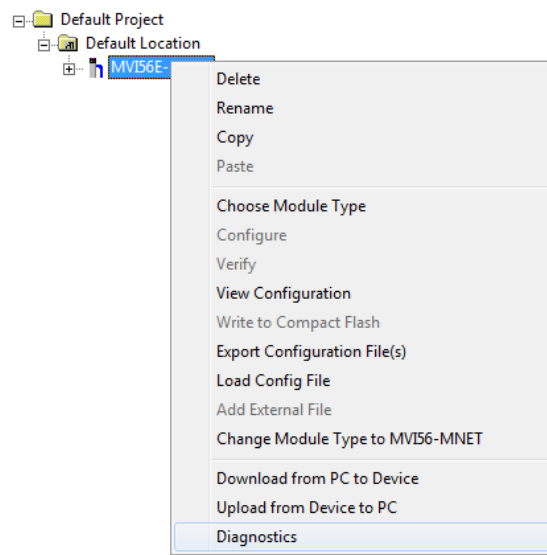 Default Project
Default Location
MVI56E-
Delete
Rename
Copy
Paste
Choose Module Type
Configure
Verify
View Configuration
Write to Compact Flash
Export Configuration File(s)
Load Config File
Add External File
Change Module Type to MVI56-MNET
Download from PC to Device
Upload from Device to PC
Diagnostics